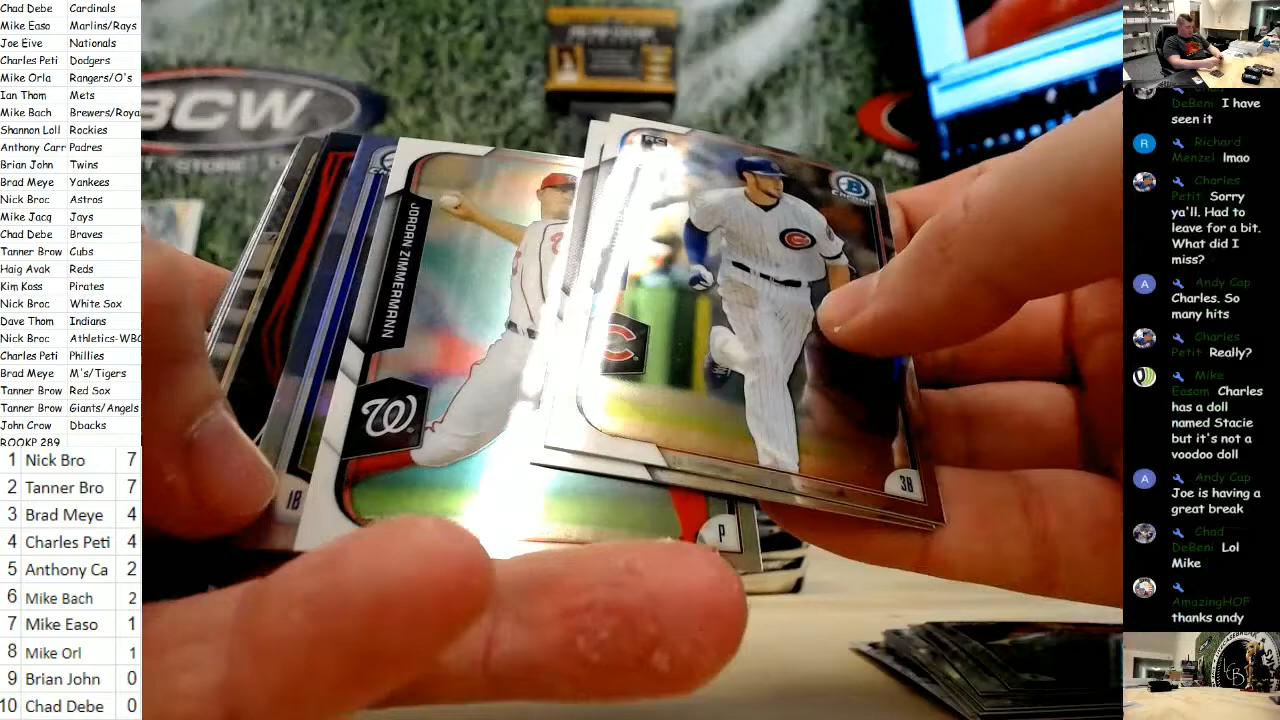 Chad Debe Cardinals
Mike Easo Marlins/Rays
Joe Eive Nationals
Charles Peti Dodgers
Mike Orla Rangers/O's
Ian Thom Mets
Mike Bach Brewers/Roya
Shannon Loll Rockies
Anthony Carr Padres
Brian John Twins
Brad Meye Yankees
Nick Broc Astros
Mike Jacq Jays
Chad Debe Braves
Tanner Brow Cubs
Haig Avak Reds
Kim Koss Pirates
Nick Broc White Sox
Dave Thom Indians
Nick Broc Athletics-WBC
Charles Peti Phillies
Brad Meye M's/Tigers
Tanner Brow Red Sox
Tanner Brow Giants/Angels
John Crow Dbacks
1 Nick Bro 7
2 Tanner Bro 7
3 Brad Meye 4
4 Charles Peti 4
5 Anthony Ca 2
6 Mike Bach 2
7 Mike Easo 1
8 Mike Orl 1
9 Brian John 0
10 Chad Debe 0
BCW
JORDAN ZIMMERMANN
W
P
18
RC
B
C
38
DeBeni I have
seen it
R
Richard
Menzel lmao
Charles
Petit Sorry
ya'll. Had to
leave for a bit.
What did I
miss?
A
Andy Cap
Charles. So
many hits
Charles
Petit Really?
Mike
Easom Charles
has a doll
named Stacie
but it's not a
voodoo doll
A
Andy Cap
Joe is having a
great break
Chad
DeBeni Lol
Mike
AmazingHOF
thanks andy